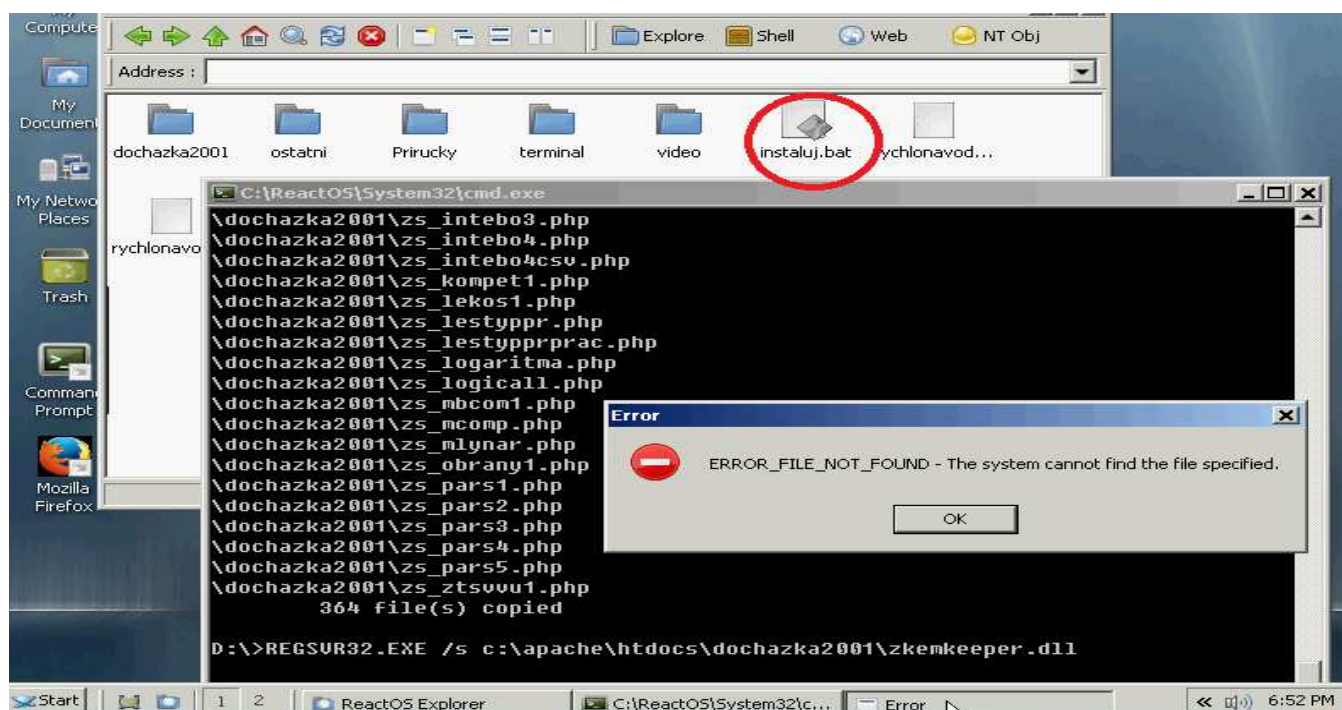 Compute
Explore
Shell
Web
NT Obj
Address :
My
Document
dochazka2001
ostatni
Prirucky
terminal
video
instaluj.bat
rychlonavod...
My Netwo
Places
rychlonavo
Trash
Comman
Prompt
Mozilla
Firefox
C:\ReactOS\System32\cmd.exe
\dochazka2001\zs_intebo3.php
\dochazka2001\zs_intebo4.php
\dochazka2001\zs_intebo4csv.php
\dochazka2001\zs_kompet1.php
\dochazka2001\zs_lekos1.php
\dochazka2001\zs_lestyppr.php
\dochazka2001\zs_lestypprprac.php
\dochazka2001\zs_logaritma.php
\dochazka2001\zs_logicall.php
\dochazka2001\zs_mbcom1.php
\dochazka2001\zs_mcomp.php
\dochazka2001\zs_mlynar.php
\dochazka2001\zs_obrany1.php
\dochazka2001\zs_pars1.php
\dochazka2001\zs_pars2.php
\dochazka2001\zs_pars3.php
\dochazka2001\zs_pars4.php
\dochazka2001\zs_pars5.php
\dochazka2001\zs_ztsvvu1.php
364 file(s) copied
D:\>REGSVR32.EXE /s c:\apache\htdocs\dochazka2001\zkemkeeper.dll
Error
ERROR_FILE_NOT_FOUND - The system cannot find the file specified.
OK
Start
1
2
ReactOS Explorer
C:\ReactOS\System32\c...
Error
6:52 PM